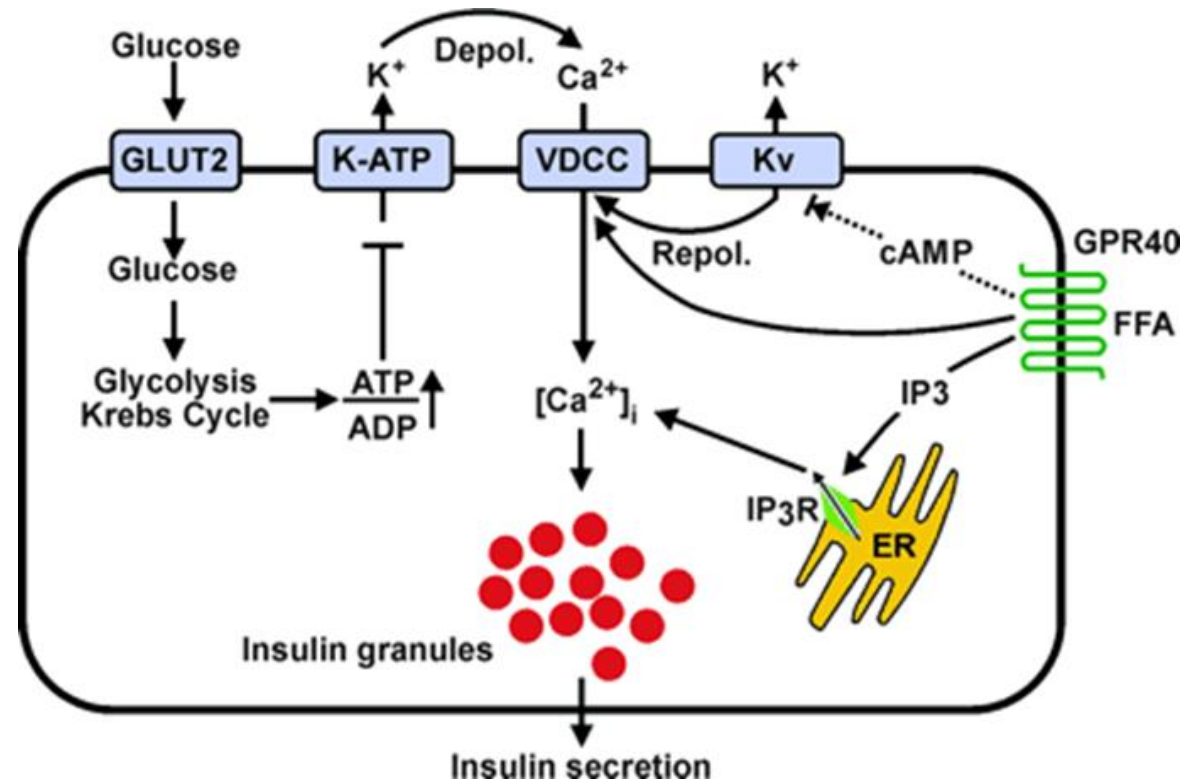 Glucose
K⁺
Depol.
Ca²⁺
K⁺
GLUT2
K-ATP
VDCC
Kv
Glucose
Repol.
cAMP
GPR40
FFA
Glycolysis
Krebs Cycle
ATP
ADP
[Ca²⁺]ᵢ
IP3
IP₃R
ER
Insulin granules
Insulin secretion